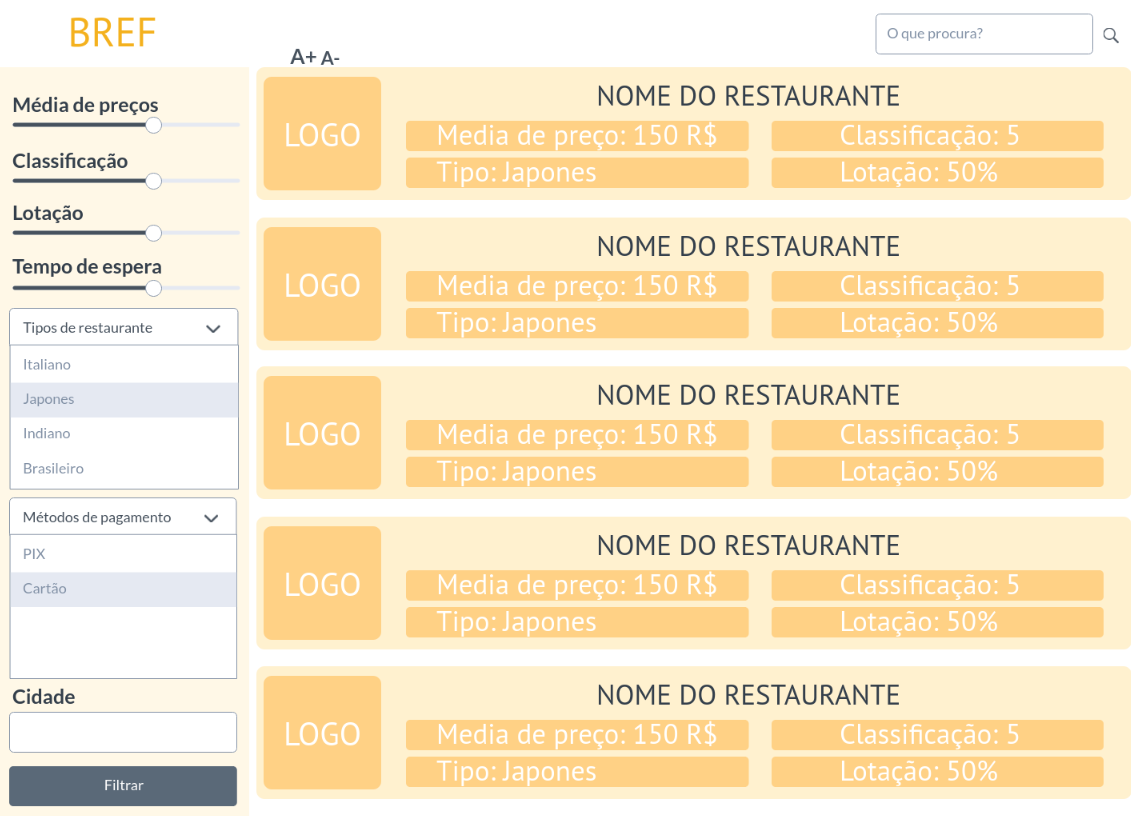 BREF
O que procura?
A+ A-
Média de preços
Classificação
Lotação
Tempo de espera
Tipos de restaurante
Italiano
Japones
Indiano
Brasileiro
Métodos de pagamento
PIX
Cartão
Cidade
Filtrar
LOGO
NOME DO RESTAURANTE
Media de preço: 150 R$
Classificação: 5
Tipo: Japones
Lotação: 50%
LOGO
NOME DO RESTAURANTE
Media de preço: 150 R$
Classificação: 5
Tipo: Japones
Lotação: 50%
LOGO
NOME DO RESTAURANTE
Media de preço: 150 R$
Classificação: 5
Tipo: Japones
Lotação: 50%
LOGO
NOME DO RESTAURANTE
Media de preço: 150 R$
Classificação: 5
Tipo: Japones
Lotação: 50%
LOGO
NOME DO RESTAURANTE
Media de preço: 150 R$
Classificação: 5
Tipo: Japones
Lotação: 50%